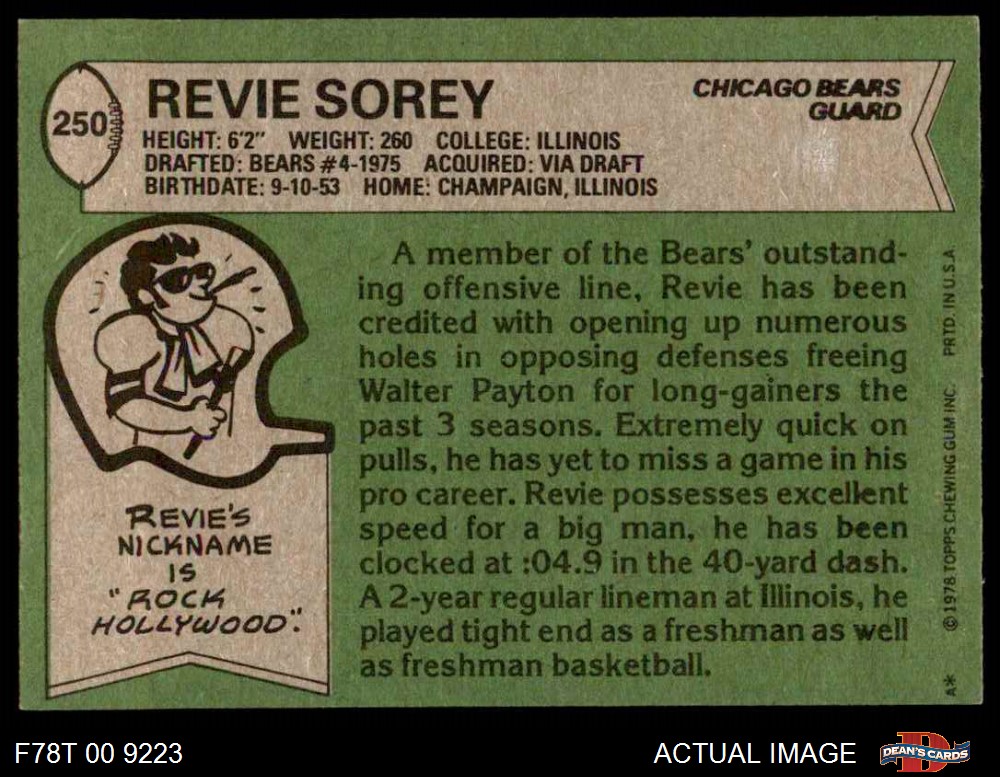 250
REVIE SOREY
CHICAGO BEARS
GUARD
HEIGHT: 6'2" WEIGHT: 260 COLLEGE: ILLINOIS
DRAFTED: BEARS #4-1975 ACQUIRED: VIA DRAFT
BIRTHDATE: 9-10-53 HOME: CHAMPAIGN, ILLINOIS
A member of the Bears' outstand-
ing offensive line, Revie has been
credited with opening up numerous
holes in opposing defenses freeing
Walter Payton for long-gainers the
past 3 seasons. Extremely quick on
pulls, he has yet to miss a game in his
pro career. Revie possesses excellent
speed for a big man, he has been
clocked at :04.9 in the 40-yard dash.
A 2-year regular lineman at Illinois, he
played tight end as a freshman as well
as freshman basketball.
REVIE'S
NICKNAME
IS
"ROCK
HOLLYWOOD".
A* ©1978 TOPPS CHEWING GUM INC. PRTD. IN U.S.A.
F78T 00 9223
ACTUAL IMAGE
DEAN'S CARDS